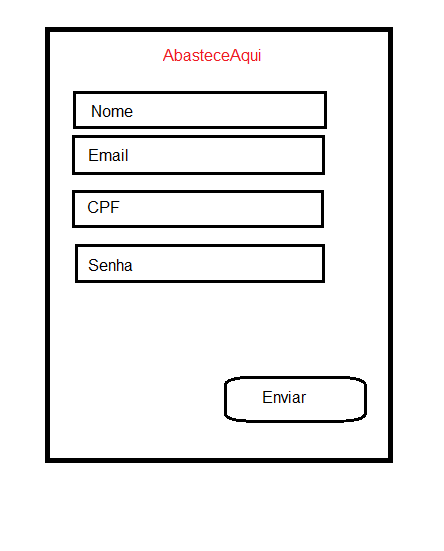 AbasteceAqui
Nome
Email
CPF
Senha
Enviar